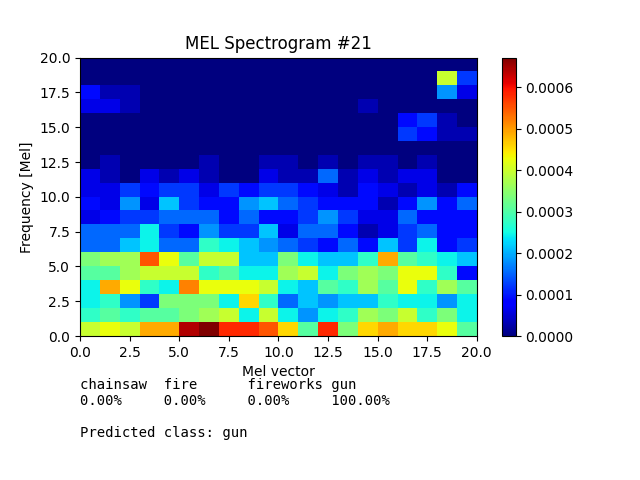 MEL Spectrogram #21
Frequency [Mel]
20.0
17.5
15.0
12.5
10.0
7.5
5.0
2.5
0.0
0.0 2.5 5.0 7.5 10.0 12.5 15.0 17.5 20.0
Mel vector
0.0006
0.0005
0.0004
0.0003
0.0002
0.0001
0.0000
chainsaw fire fireworks gun
0.00% 0.00% 0.00% 100.00%
Predicted class: gun